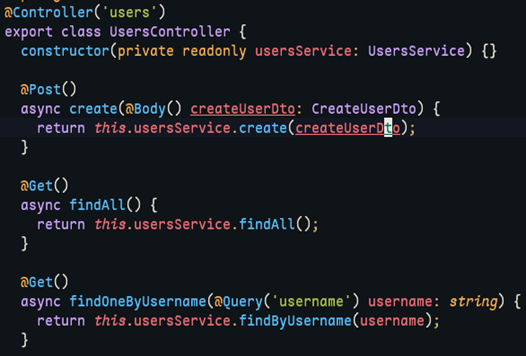 @Controller('users')
export class UsersController {
  constructor(private readonly usersService: UsersService) {}

  @Post()
  async create(@Body() createUserDto: CreateUserDto) {
    return this.usersService.create(createUserDto);
  }

  @Get()
  async findAll() {
    return this.usersService.findAll();
  }

  @Get()
  async findOneByUsername(@Query('username') username: string) {
    return this.usersService.findByUsername(username);
  }